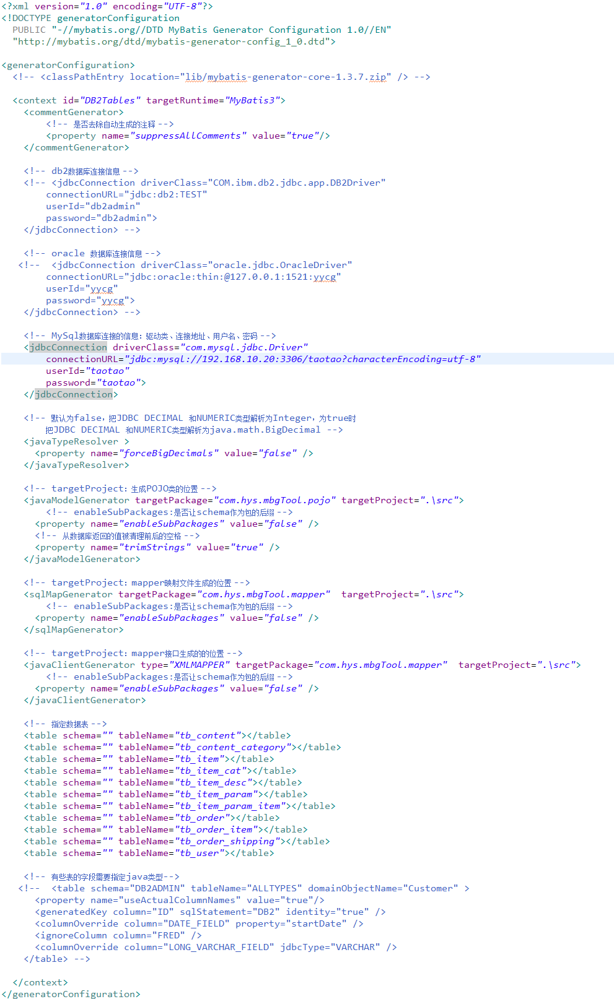 <?xml version="1.0" encoding="UTF-8"?>
<!DOCTYPE generatorConfiguration
  PUBLIC "-//mybatis.org//DTD MyBatis Generator Configuration 1.0//EN"
  "http://mybatis.org/dtd/mybatis-generator-config_1_0.dtd">

<generatorConfiguration>
  <!-- <classPathEntry location="lib/mybatis-generator-core-1.3.7.zip" /> -->

  <context id="DB2Tables" targetRuntime="MyBatis3">
    <commentGenerator>
        <!-- 是否去除自动生成的注释 -->
        <property name="suppressAllComments" value="true"/>
    </commentGenerator>

    <!-- db2数据库连接信息 -->
    <!-- <jdbcConnection driverClass="COM.ibm.db2.jdbc.app.DB2Driver"
        connectionURL="jdbc:db2:TEST"
        userId="db2admin"
        password="db2admin">
    </jdbcConnection> -->

    <!-- oracle 数据库连接信息 -->
   <!--  <jdbcConnection driverClass="oracle.jdbc.OracleDriver"
        connectionURL="jdbc:oracle:thin:@127.0.0.1:1521:yycg"
        userId="yycg"
        password="yycg">
    </jdbcConnection> -->

    <!-- MySql数据库连接的信息：驱动类、连接地址、用户名、密码 -->
    <jdbcConnection driverClass="com.mysql.jdbc.Driver"
        connectionURL="jdbc:mysql://192.168.10.20:3306/taotao?characterEncoding=utf-8"
        userId="taotao"
        password="taotao">
    </jdbcConnection>

    <!-- 默认为false，把JDBC DECIMAL 和NUMERIC类型解析为Integer，为true时
        把JDBC DECIMAL 和NUMERIC类型解析为java.math.BigDecimal -->
    <javaTypeResolver >
      <property name="forceBigDecimals" value="false" />
    </javaTypeResolver>

    <!-- targetProject：生成POJO类的位置 -->
    <javaModelGenerator targetPackage="com.hys.mbgTool.pojo" targetProject=".\src">
        <!-- enableSubPackages:是否让schema作为包的后缀 -->
      <property name="enableSubPackages" value="false" />
      <!-- 从数据库返回的值被清理前后的空格 -->
      <property name="trimStrings" value="true" />
    </javaModelGenerator>

    <!-- targetProject：mapper映射文件生成的位置 -->
    <sqlMapGenerator targetPackage="com.hys.mbgTool.mapper"  targetProject=".\src">
        <!-- enableSubPackages:是否让schema作为包的后缀 -->
      <property name="enableSubPackages" value="false" />
    </sqlMapGenerator>

    <!-- targetProject：mapper接口生成的的位置 -->
    <javaClientGenerator type="XMLMAPPER" targetPackage="com.hys.mbgTool.mapper"  targetProject=".\src">
        <!-- enableSubPackages:是否让schema作为包的后缀 -->
      <property name="enableSubPackages" value="false" />
    </javaClientGenerator>

    <!-- 指定数据表 -->
    <table schema="" tableName="tb_content"></table>
    <table schema="" tableName="tb_content_category"></table>
    <table schema="" tableName="tb_item"></table>
    <table schema="" tableName="tb_item_cat"></table>
    <table schema="" tableName="tb_item_desc"></table>
    <table schema="" tableName="tb_item_param"></table>
    <table schema="" tableName="tb_item_param_item"></table>
    <table schema="" tableName="tb_order"></table>
    <table schema="" tableName="tb_order_item"></table>
    <table schema="" tableName="tb_order_shipping"></table>
    <table schema="" tableName="tb_user"></table>

    <!-- 有些表的字段需要指定java类型-->
   <!--  <table schema="DB2ADMIN" tableName="ALLTYPES" domainObjectName="Customer" >
      <property name="useActualColumnNames" value="true"/>
      <generatedKey column="ID" sqlStatement="DB2" identity="true" />
      <columnOverride column="DATE_FIELD" property="startDate" />
      <ignoreColumn column="FRED" />
      <columnOverride column="LONG_VARCHAR_FIELD" jdbcType="VARCHAR" />
    </table> -->

  </context>
</generatorConfiguration>